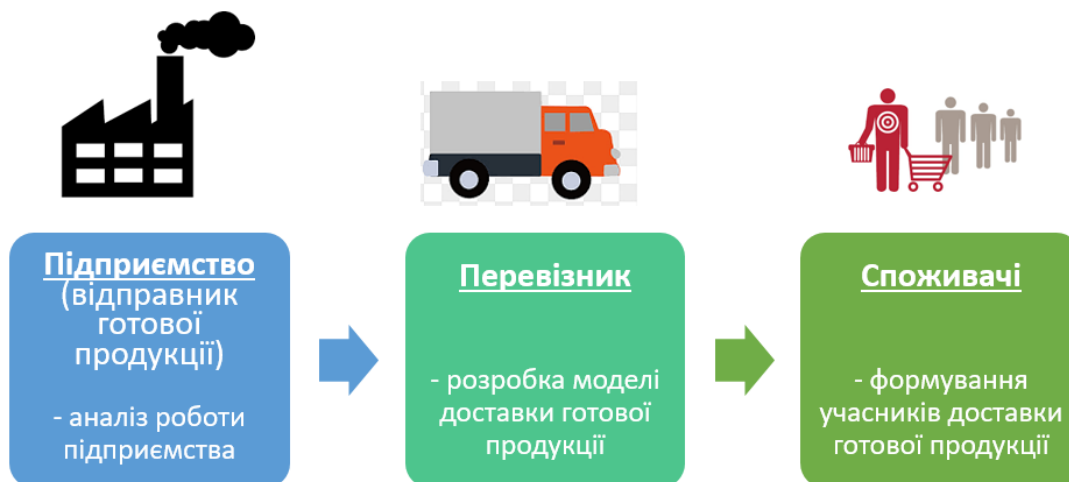 Підприємство
(відправник
готової
продукції)
- аналіз роботи
підприємства
Перевізник
- розробка моделі
доставки готової
продукції
Споживачі
- формування
учасників доставки
готової продукції